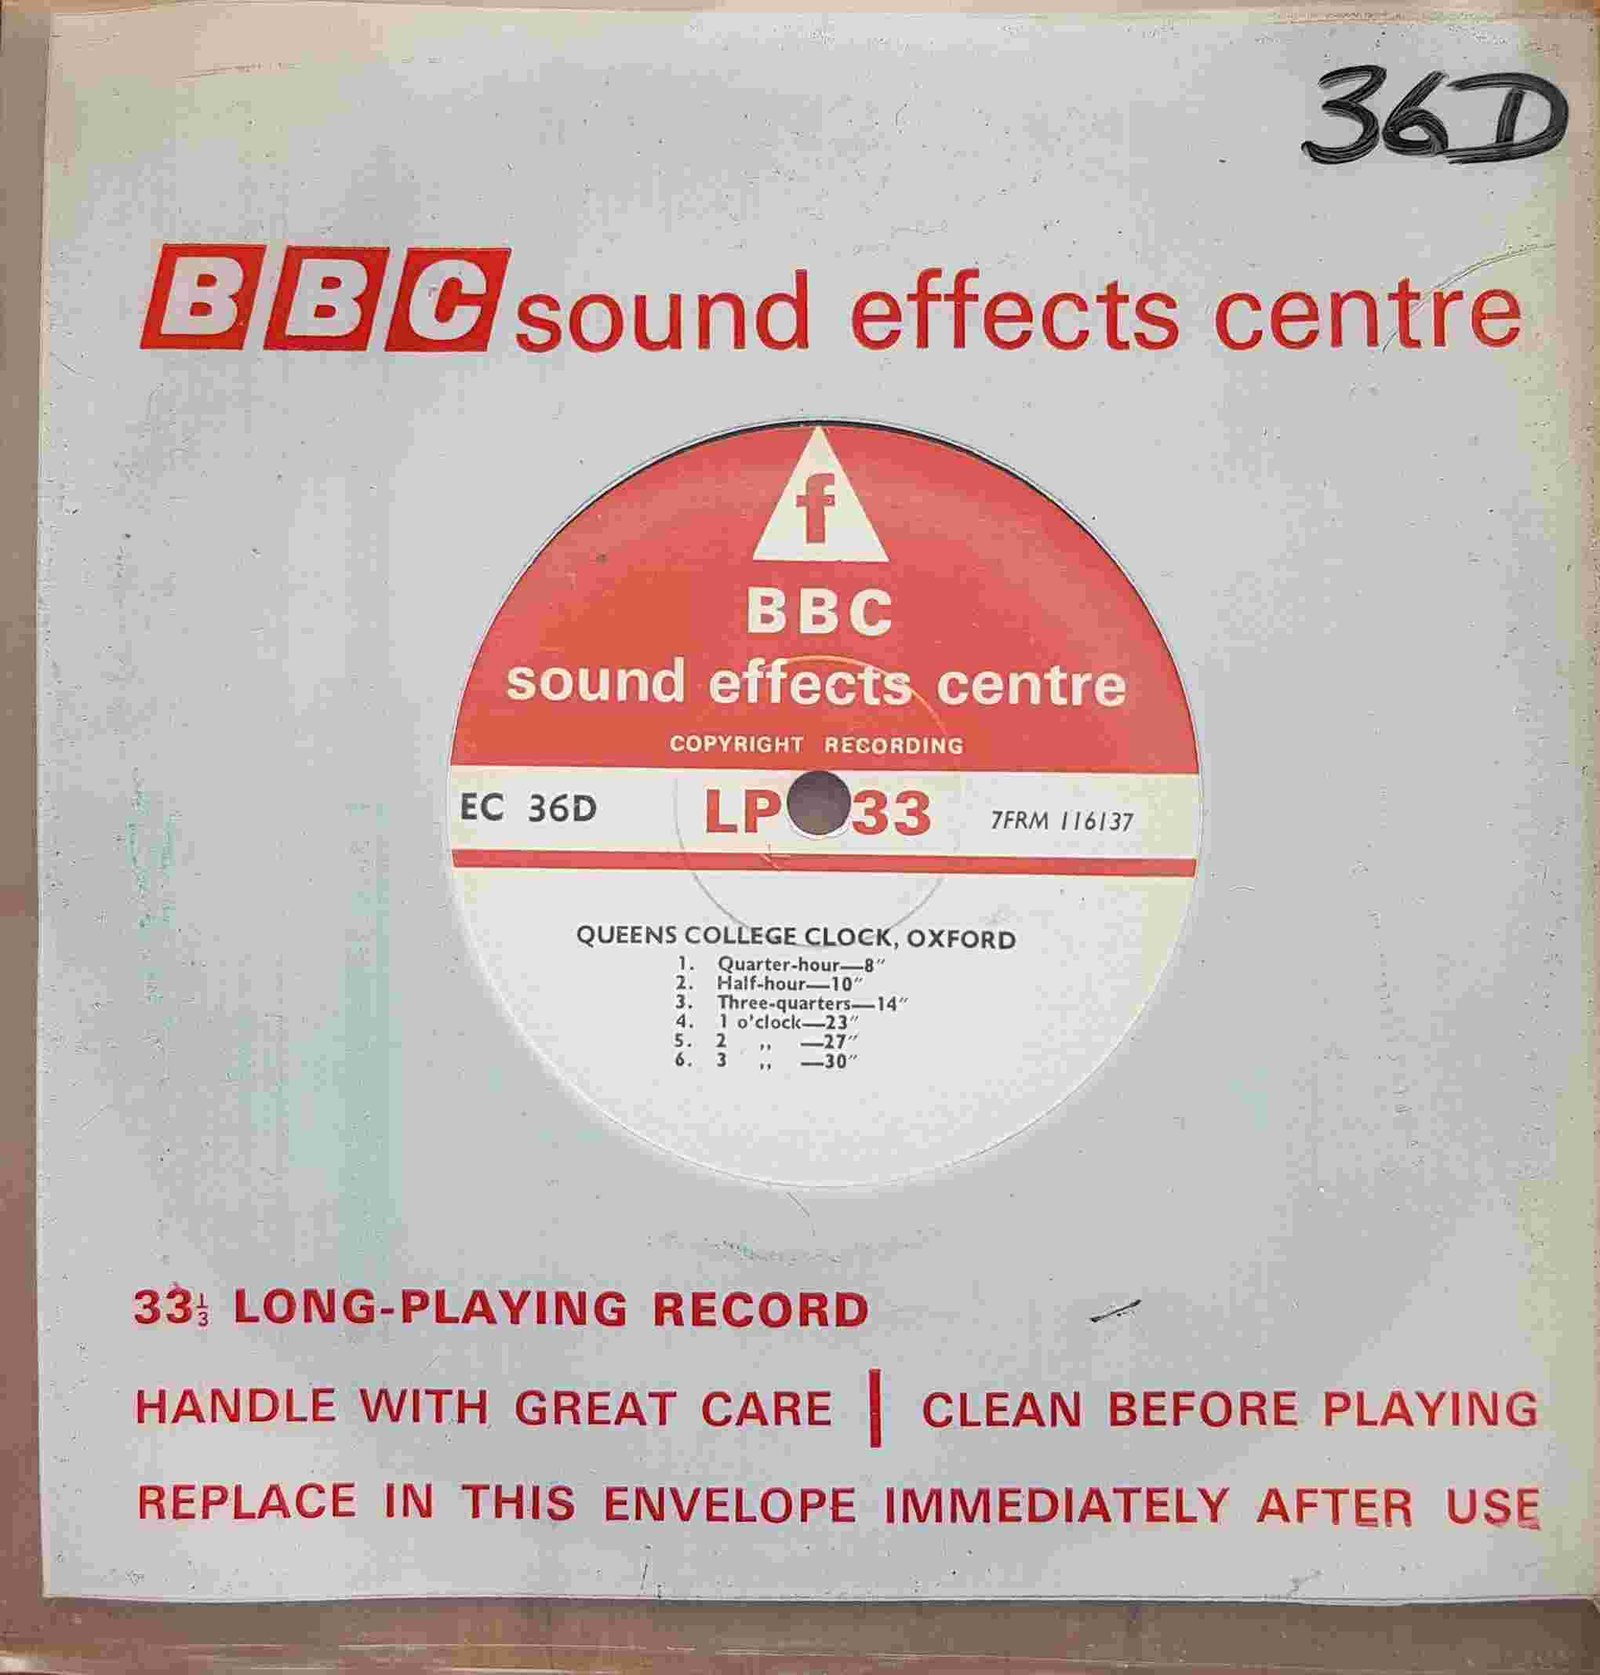 36D
BBC sound effects centre
f
BBC
sound effects centre
COPYRIGHT RECORDING
EC 36D LP 33 7FRM 116137
QUEENS COLLEGE CLOCK, OXFORD
1. Quarter-hour—8″
2. Half-hour—10″
3. Three-quarters—14″
4. 1 o'clock—23″
5. 2 ,, —27″
6. 3 ,, —30″
33⅓ LONG-PLAYING RECORD
HANDLE WITH GREAT CARE | CLEAN BEFORE PLAYING
REPLACE IN THIS ENVELOPE IMMEDIATELY AFTER USE